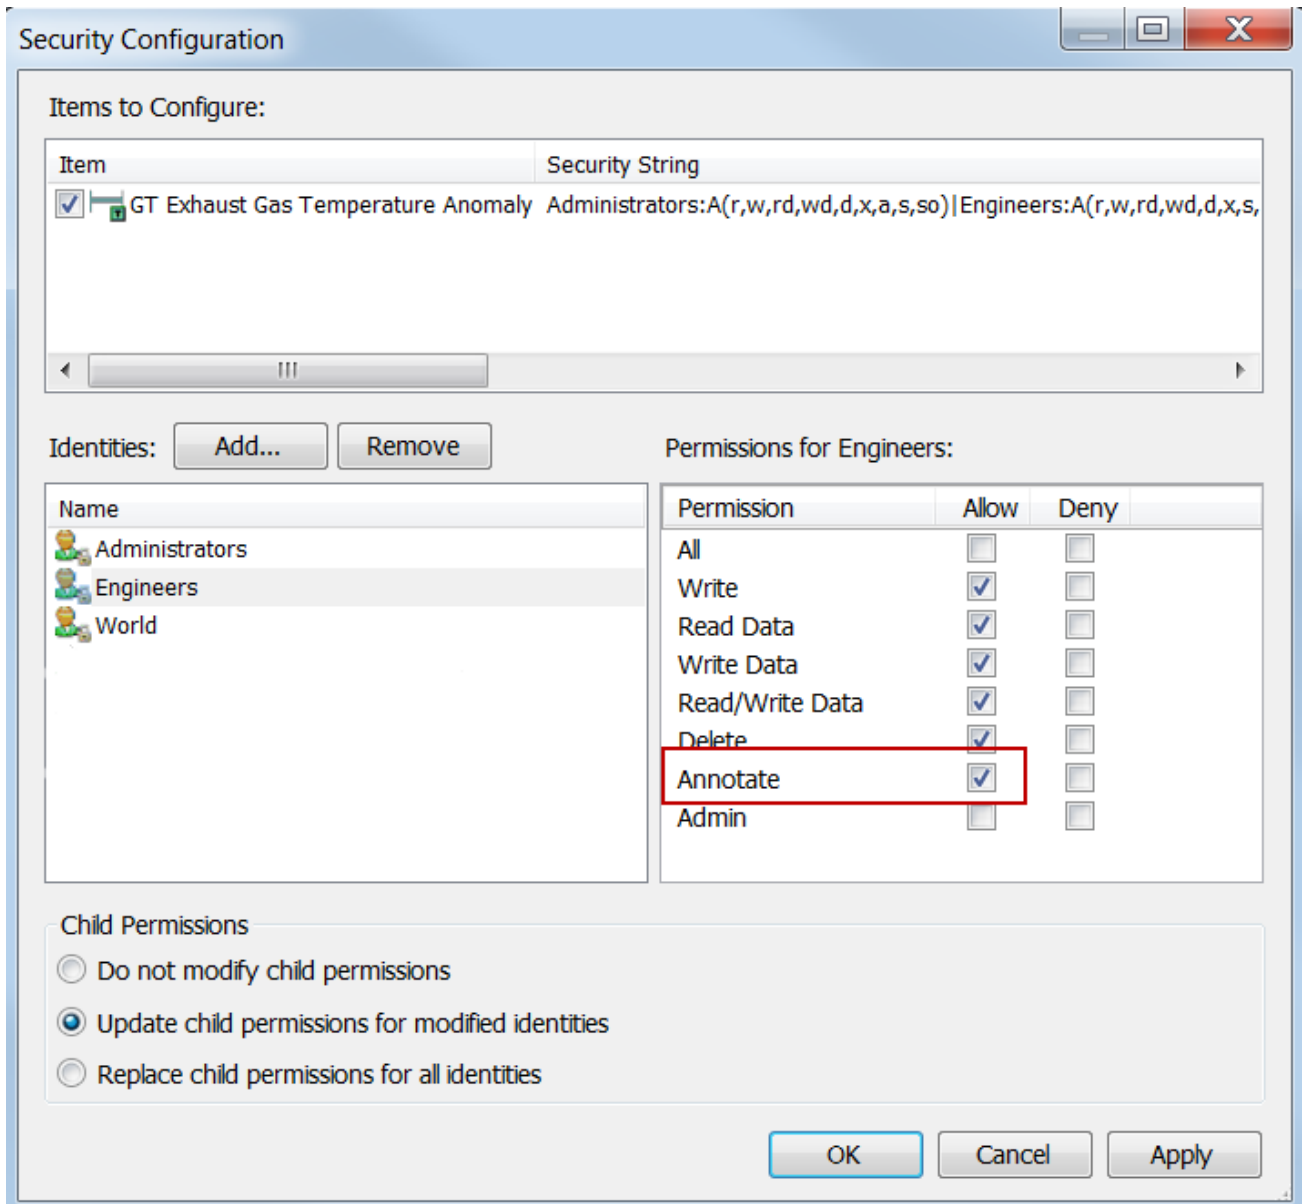 Security Configuration
Items to Configure:
Item Security String
GT Exhaust Gas Temperature Anomaly Administrators:A(r,w,rd,wd,d,x,a,s,so)|Engineers:A(r,w,rd,wd,d,x,s,
Identities: Add... Remove Permissions for Engineers:
Name Permission Allow Deny
Administrators All
Engineers Write
World Read Data
Write Data
Read/Write Data
Delete
Annotate
Admin
Child Permissions
Do not modify child permissions
Update child permissions for modified identities
Replace child permissions for all identities
OK Cancel Apply